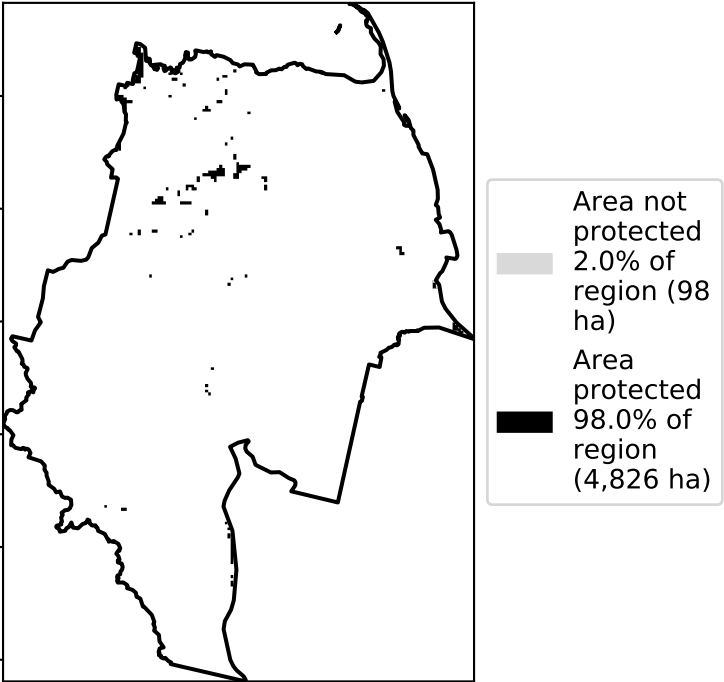 Area not
protected
2.0% of
region (98
ha)
Area
protected
98.0% of
region
(4,826 ha)